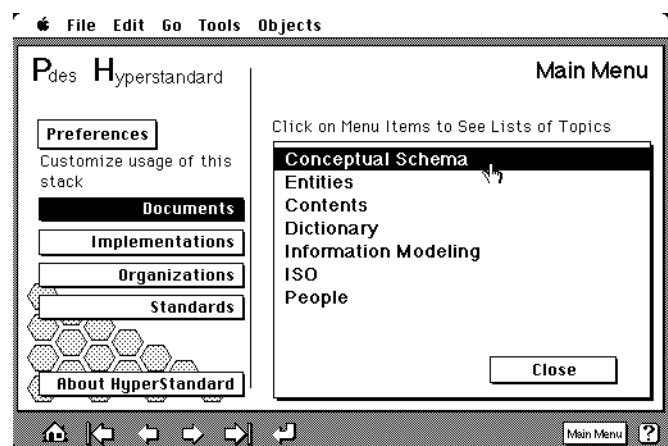 File Edit Go Tools Objects
Pdes Hyperstandard
Main Menu
Preferences
Customize usage of this
stack
Documents
Implementations
Organizations
Standards
About HyperStandard
Click on Menu Items to See Lists of Topics
Conceptual Schema
Entities
Contents
Dictionary
Information Modeling
ISO
People
Close
Main Menu ?